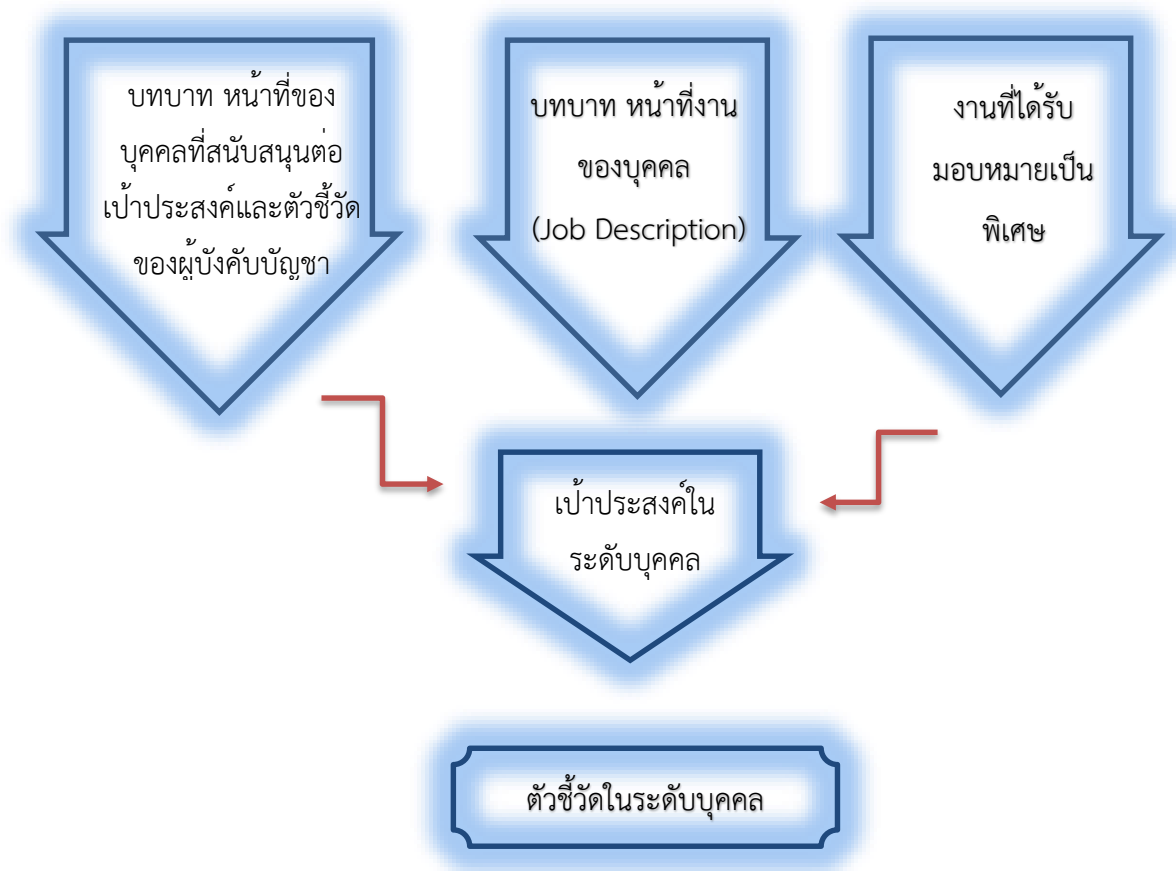 บทบาท หน้าที่ของ
บุคคลที่สนับสนุนต่อ
เป้าประสงค์และตัวชี้วัด
ของผู้บังคับบัญชา
บทบาท หน้าที่งาน
ของบุคคล
(Job Description)
งานที่ได้รับ
มอบหมายเป็น
พิเศษ
เป้าประสงค์ใน
ระดับบุคคล
ตัวชี้วัดในระดับบุคคล